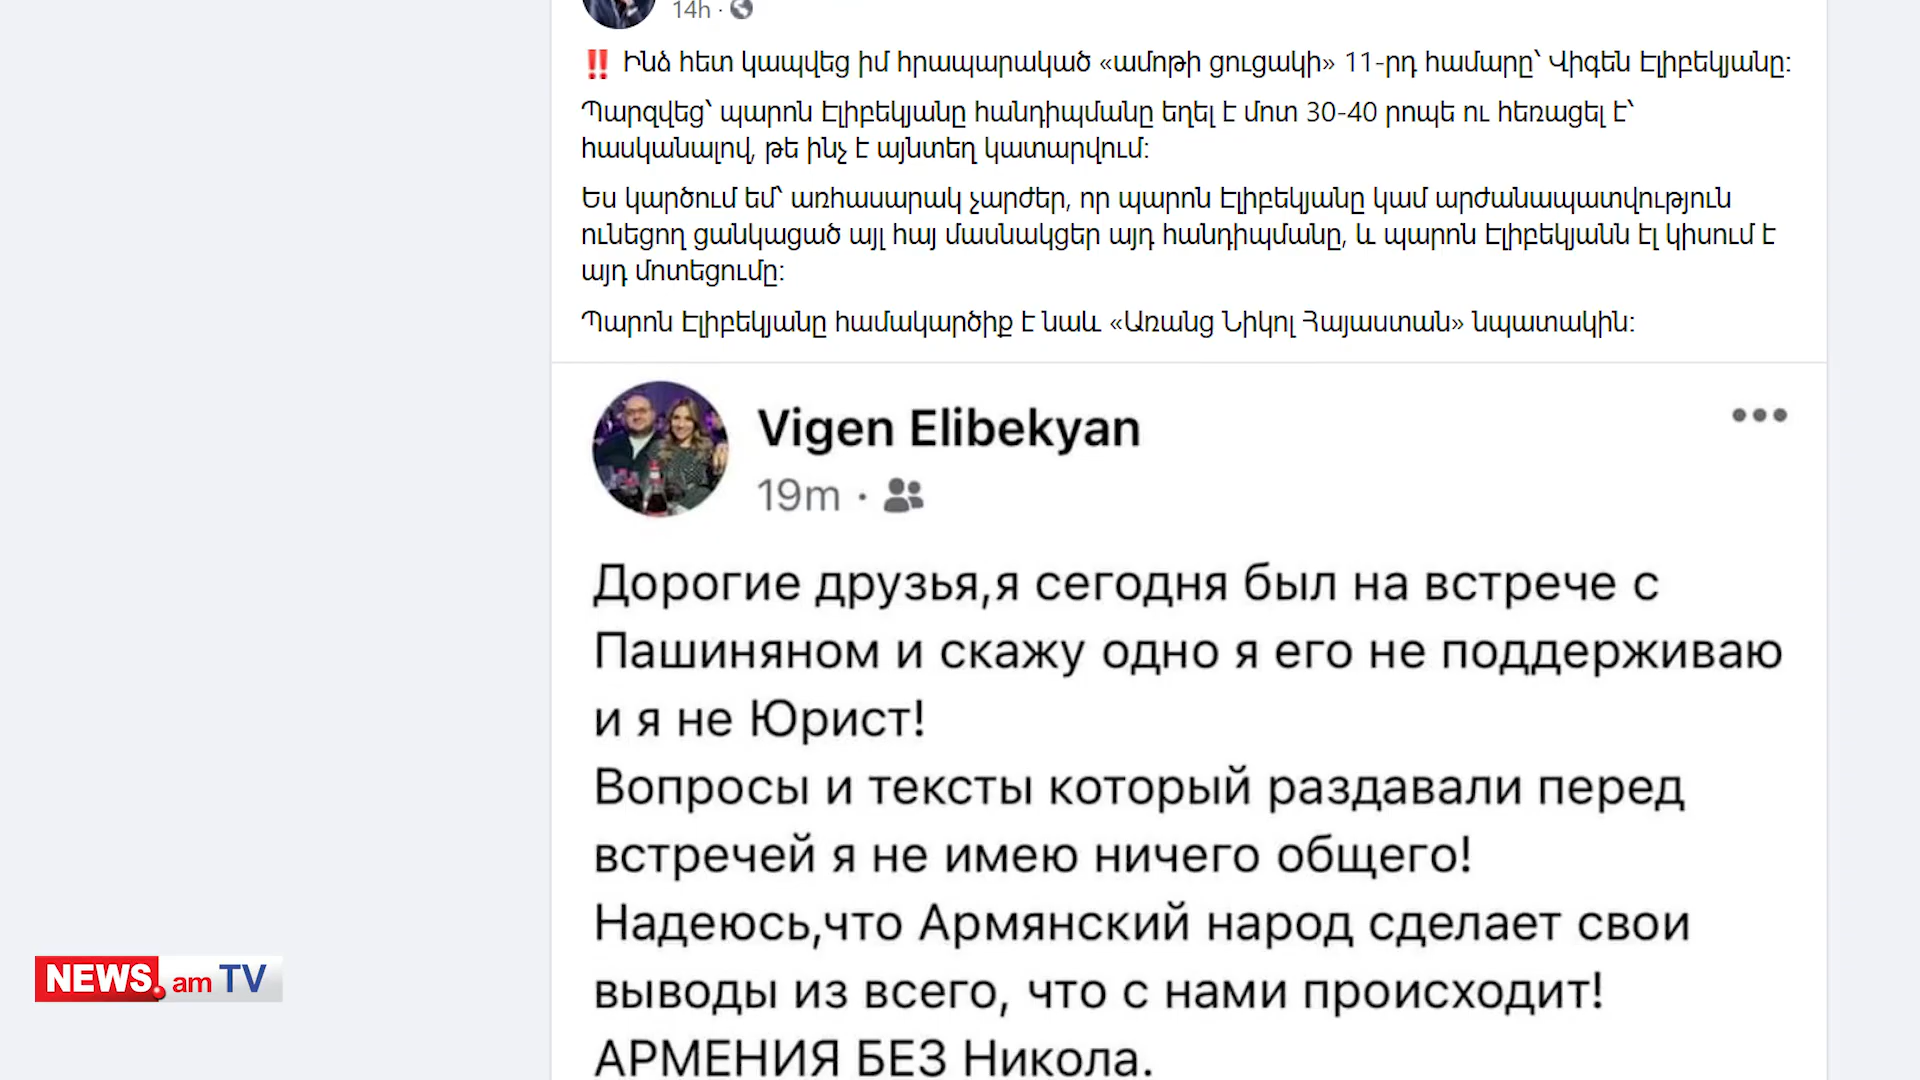 14h ·
‼ Ինձ հետ կապվեց իմ հրապարակած «ամոթի ցուցակի» 11-րդ համարը՝ Վիգեն Էլիբեկյանը։
Պարզվեց՝ պարոն Էլիբեկյանը հանդիպմանը եղել է մոտ 30-40 րոպե ու հեռացել է՝
հասկանալով, թե ինչ է այնտեղ կատարվում։
Ես կարծում եմ՝ առհասարակ չարժեր, որ պարոն Էլիբեկյանը կամ արժանապատվություն
ունեցող ցանկացած այլ հայ մասնակցեր այդ հանդիպմանը, և պարոն Էլիբեկյանն էլ կիսում է
այդ մոտեցումը։
Պարոն Էլիբեկյանը համակարծիք է նաև «Առանց Նիկոլ Հայաստան» նպատակին։
Vigen Elibekyan
19m ·
Дорогие друзья,я сегодня был на встрече с
Пашиняном и скажу одно я его не поддерживаю
и я не Юрист!
Вопросы и тексты который раздавали перед
встречей я не имею ничего общего!
Надеюсь,что Армянский народ сделает свои
выводы из всего, что с нами происходит!
АРМЕНИЯ БЕЗ Никола.
NEWS.am TV